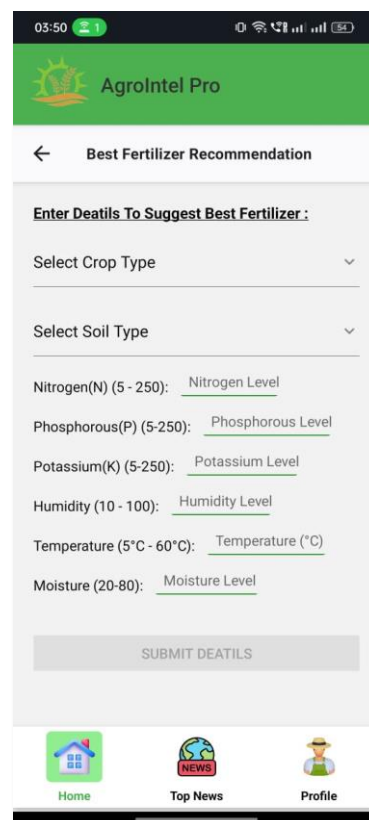 03:50 1 54
AgroIntel Pro
Best Fertilizer Recommendation
Enter Deatils To Suggest Best Fertilizer :
Select Crop Type
Select Soil Type
Nitrogen(N) (5 - 250): Nitrogen Level
Phosphorous(P) (5-250): Phosphorous Level
Potassium(K) (5-250): Potassium Level
Humidity (10 - 100): Humidity Level
Temperature (5°C - 60°C): Temperature (°C)
Moisture (20-80): Moisture Level
SUBMIT DEATILS
NEWS
Home Top News Profile